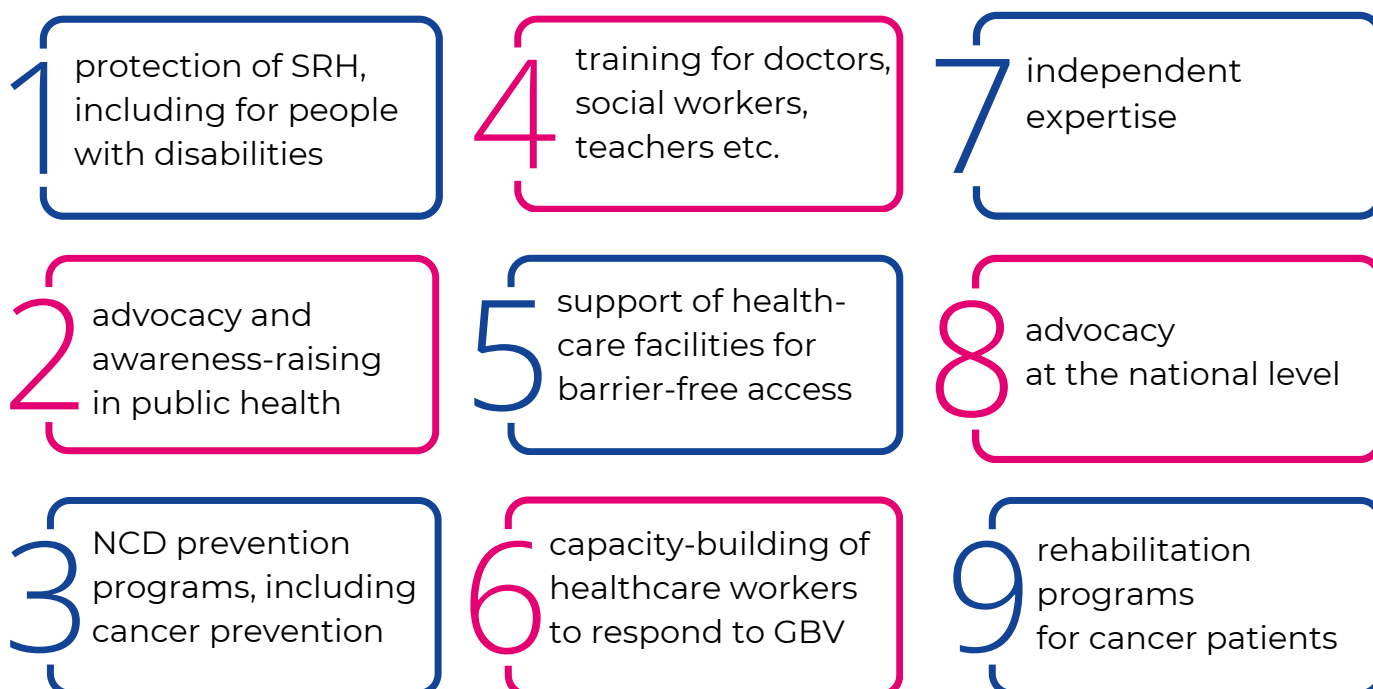 1
protection of SRH,
including for people
with disabilities
2
advocacy and
awareness-raising
in public health
3
NCD prevention
programs, including
cancer prevention
4
training for doctors,
social workers,
teachers etc.
5
support of health-
care facilities for
barrier-free access
6
capacity-building of
healthcare workers
to respond to GBV
7
independent
expertise
8
advocacy
at the national level
9
rehabilitation
programs
for cancer patients